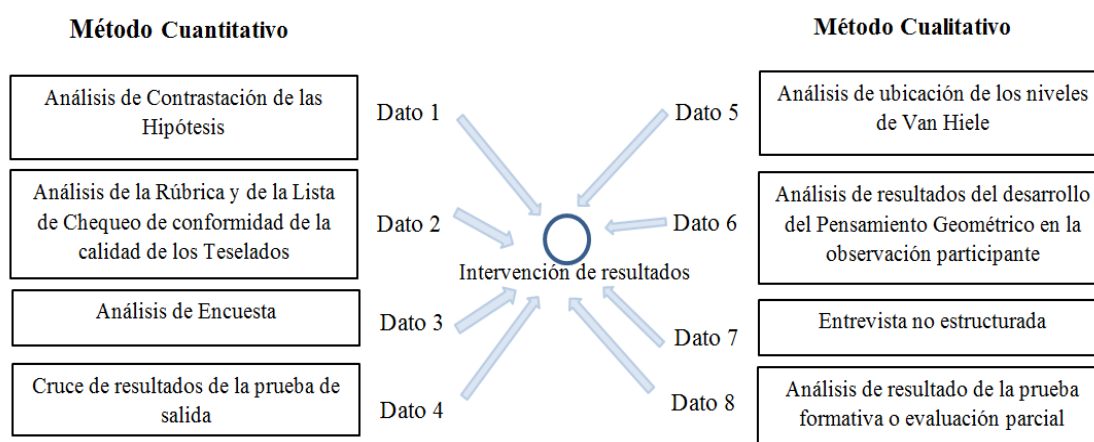 Método Cuantitativo
Método Cualitativo
Análisis de Contrastación de las
Hipótesis
Dato 1
Dato 5
Análisis de ubicación de los niveles
de Van Hiele
Análisis de la Rúbrica y de la Lista
de Chequeo de conformidad de la
calidad de los Teselados
Dato 2
Dato 6
Análisis de resultados del desarrollo
del Pensamiento Geométrico en la
observación participante
Intervención de resultados
Análisis de Encuesta
Dato 3
Dato 7
Entrevista no estructurada
Cruce de resultados de la prueba de
salida
Dato 4
Dato 8
Análisis de resultado de la prueba
formativa o evaluación parcial